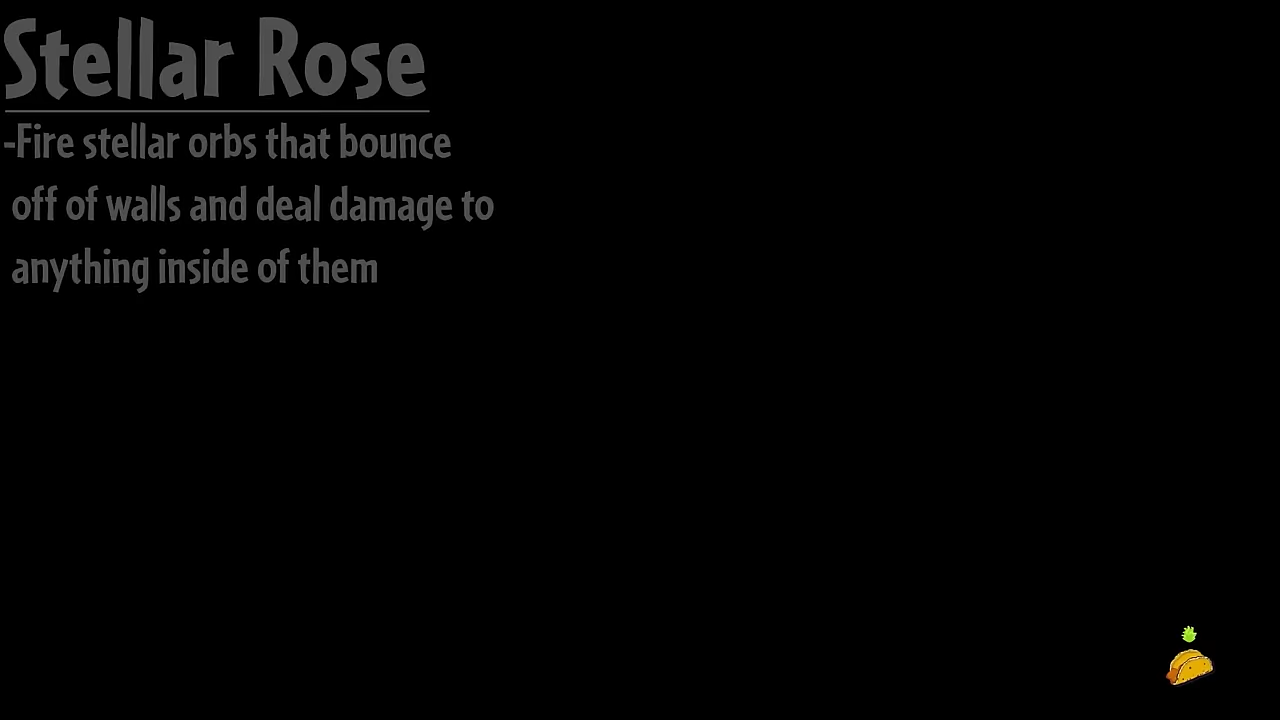 Stellar Rose
-Fire stellar orbs that bounce
off of walls and deal damage to
anything inside of them